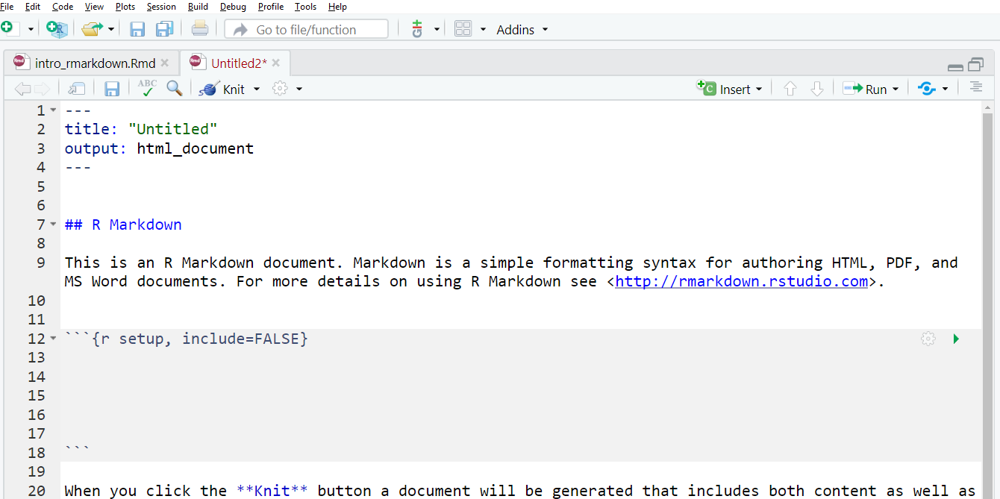 File Edit Code View Plots Session Build Debug Profile Tools Help
R Go to file/function Addins
Rmd intro_rmarkdown.Rmd Rmd Untitled2*
ABC Knit C Insert Run
1 ---
2 title: "Untitled"
3 output: html_document
4 ---
5
6
7 ## R Markdown
8
9 This is an R Markdown document. Markdown is a simple formatting syntax for authoring HTML, PDF, and
MS Word documents. For more details on using R Markdown see <http://rmarkdown.rstudio.com>.
10
11
12 ```{r setup, include=FALSE}
13
14
15
16
17
18 ```
19
20 When you click the **Knit** button a document will be generated that includes both content as well as